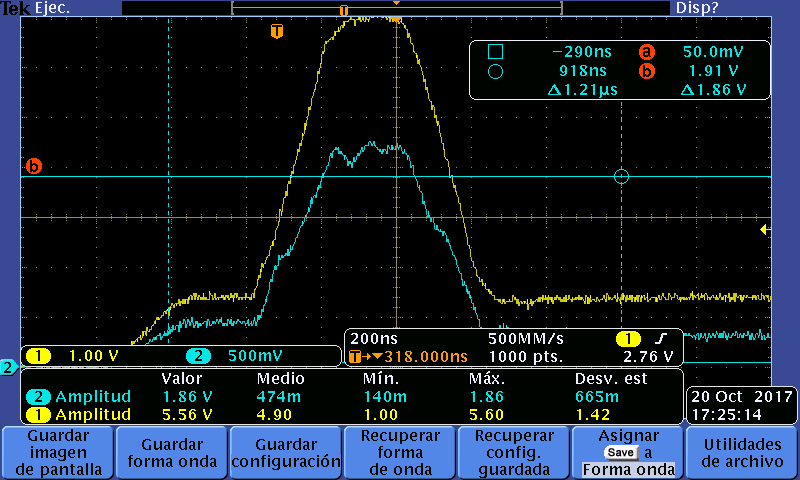 Tek Ejec. Disp?
T
T
−290ns a 50.0mV
918ns b 1.91 V
Δ1.21µs Δ1.86 V
b
2
1 1.00 V 2 500mV
200ns 500MM/s 1 2.76 V
T→▼318.000ns 1000 pts.
Valor Medio Mín. Máx. Desv. est
2 Amplitud 1.86 V 474m 140m 1.86 665m
1 Amplitud 5.56 V 4.90 1.00 5.60 1.42
20 Oct 2017
17:25:14
Guardar
imagen
de pantalla
Guardar
forma onda
Guardar
configuración
Recuperar
forma
de onda
Recuperar
config.
guardada
Asignar
Save a
Forma onda
Utilidades
de archivo